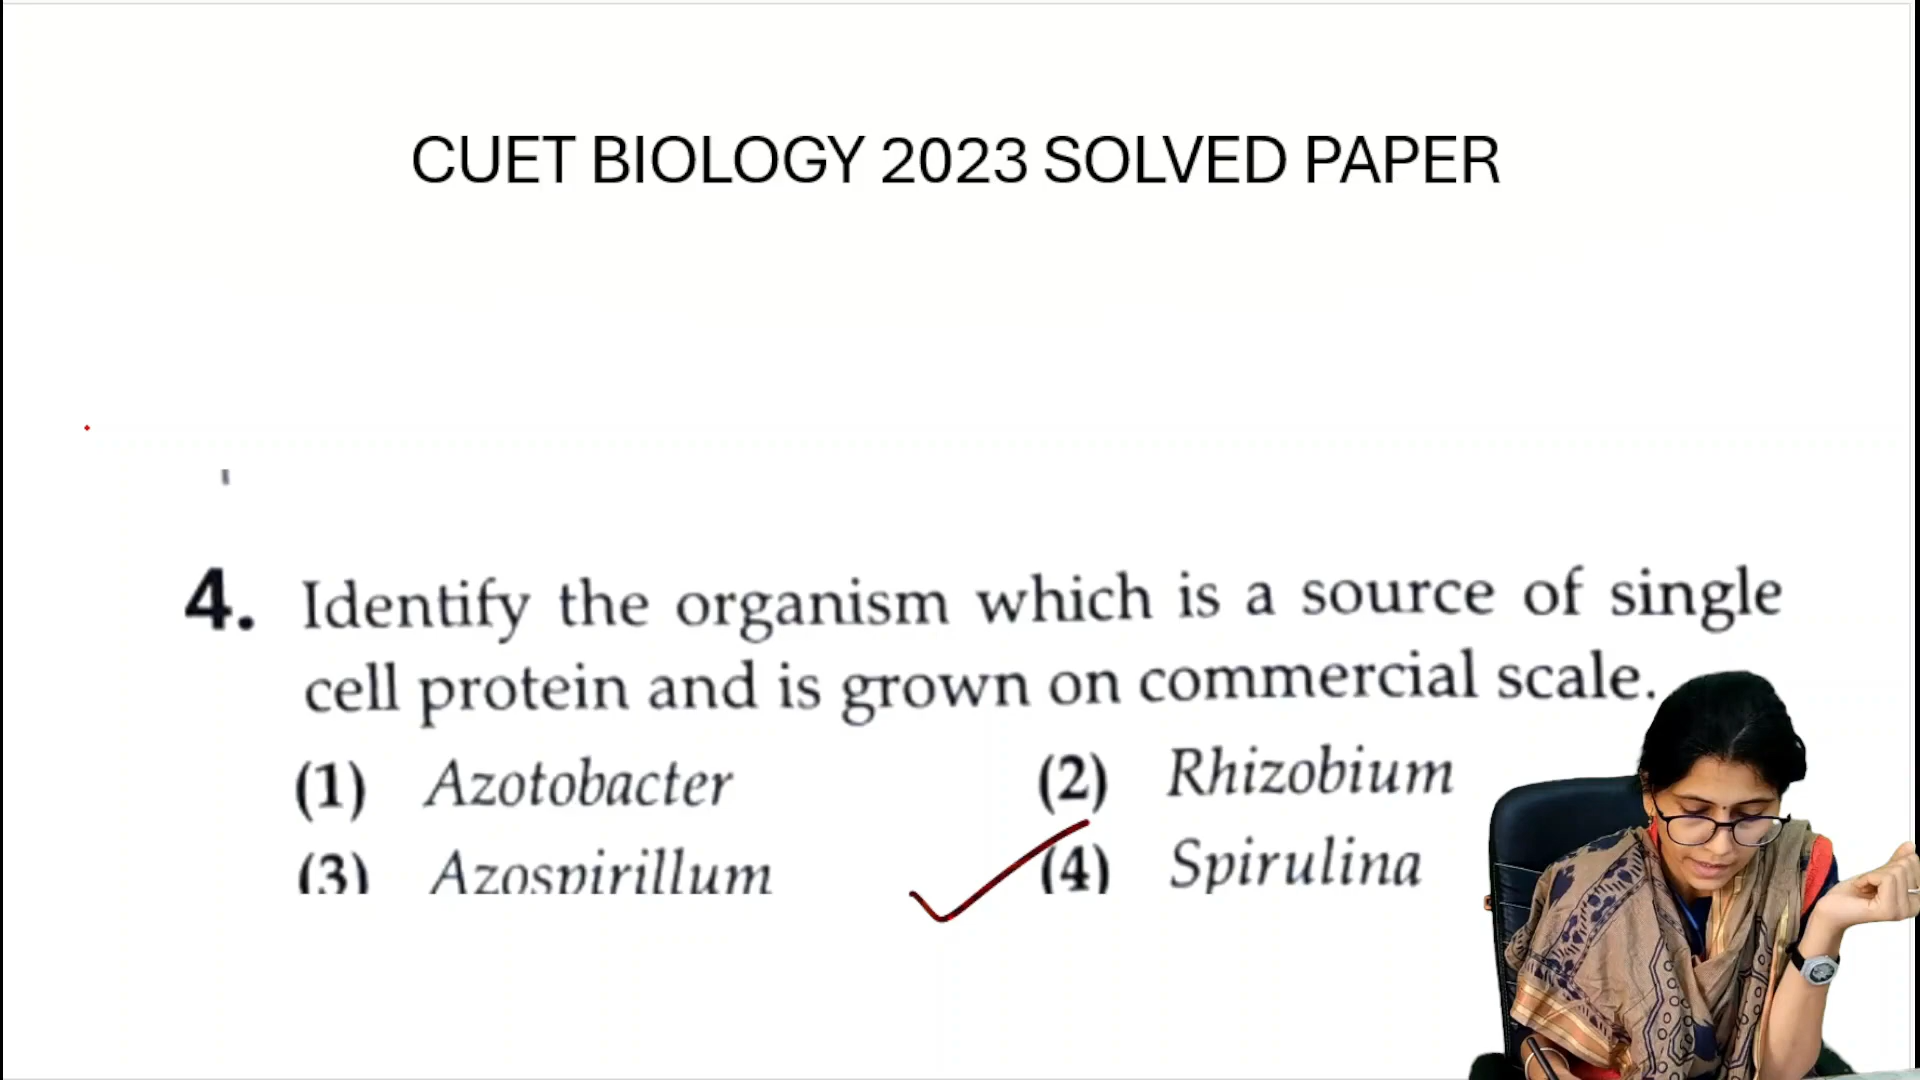 CUET BIOLOGY 2023 SOLVED PAPER
4. Identify the organism which is a source of single
cell protein and is grown on commercial scale.
(1) Azotobacter (2) Rhizobium
(3) Azospirillum (4) Spirulina